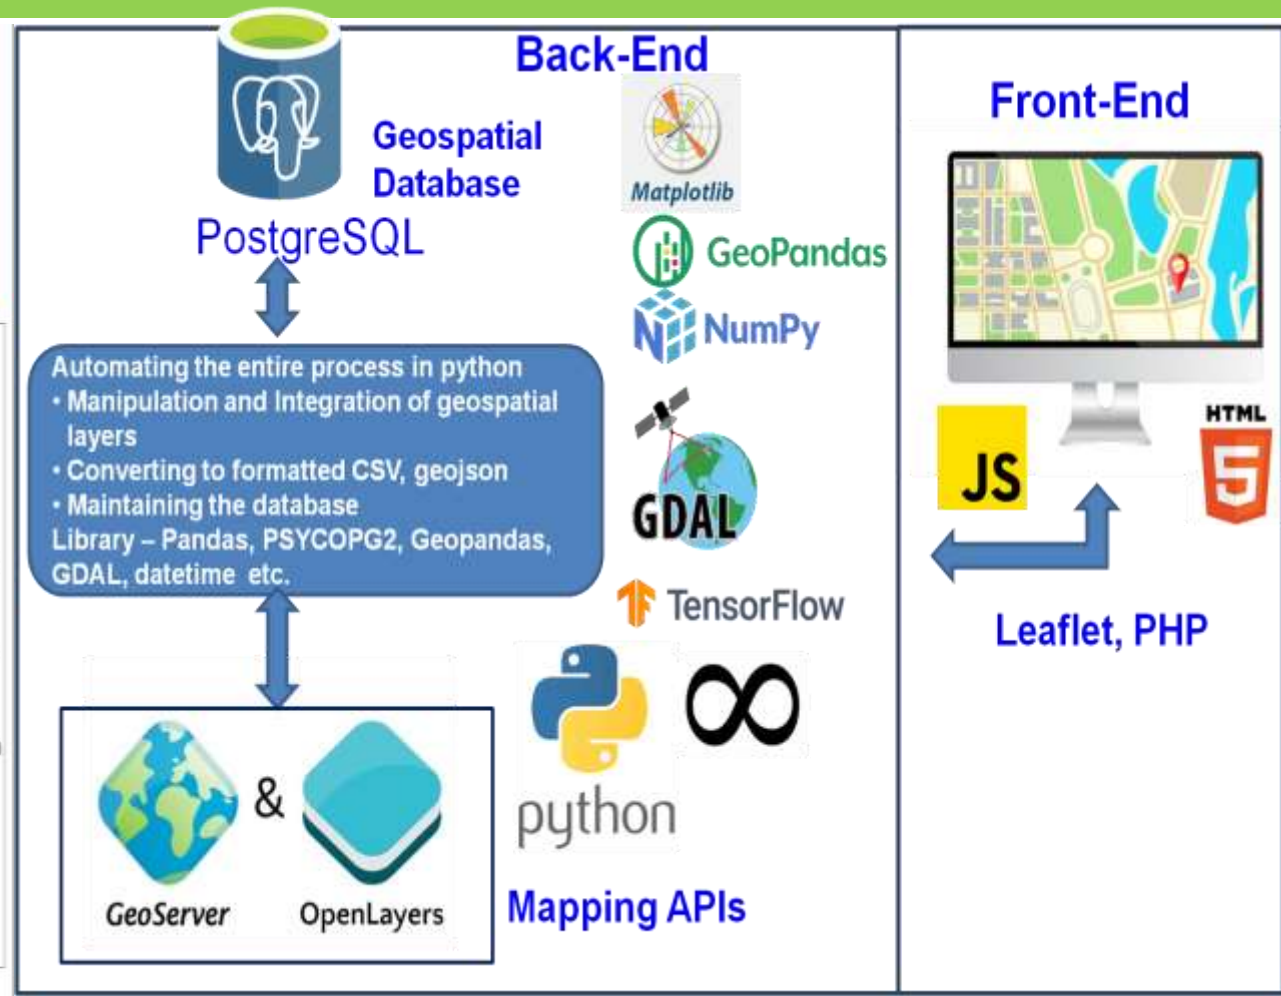 Back-End
Geospatial
Database
PostgreSQL
Matplotlib
GeoPandas
NumPy
Automating the entire process in python
• Manipulation and Integration of geospatial
layers
• Converting to formatted CSV, geojson
• Maintaining the database
Library – Pandas, PSYCOPG2, Geopandas,
GDAL, datetime etc.
GDAL
TensorFlow
python
GeoServer
&
OpenLayers
Mapping APIs
Front-End
JS
HTML
5
Leaflet, PHP